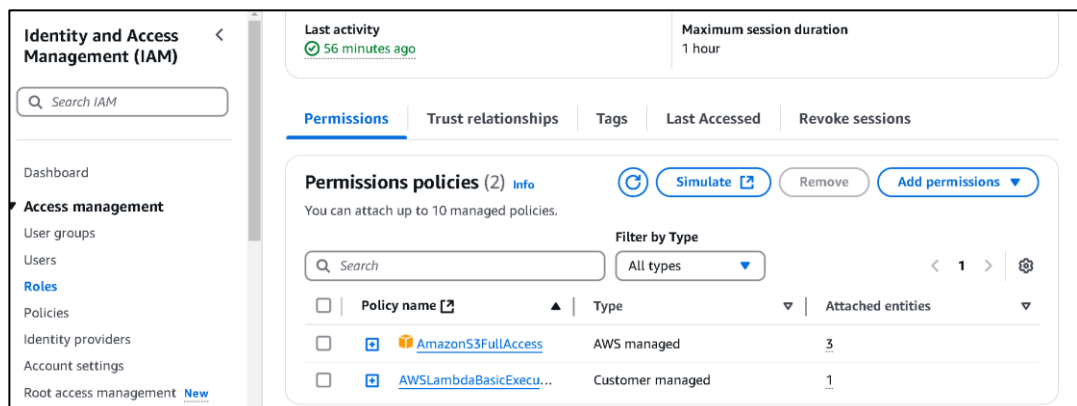 Identity and Access
Management (IAM)
Search IAM
Dashboard
Access management
User groups
Users
Roles
Policies
Identity providers
Account settings
Root access management New
Last activity
56 minutes ago
Maximum session duration
1 hour
Permissions
Trust relationships
Tags
Last Accessed
Revoke sessions
Permissions policies (2) Info
Simulate
Remove
Add permissions
You can attach up to 10 managed policies.
Filter by Type
Search
All types
1
Policy name
Type
Attached entities
AmazonS3FullAccess AWS managed 3
AWSLambdaBasicExecu... Customer managed 1